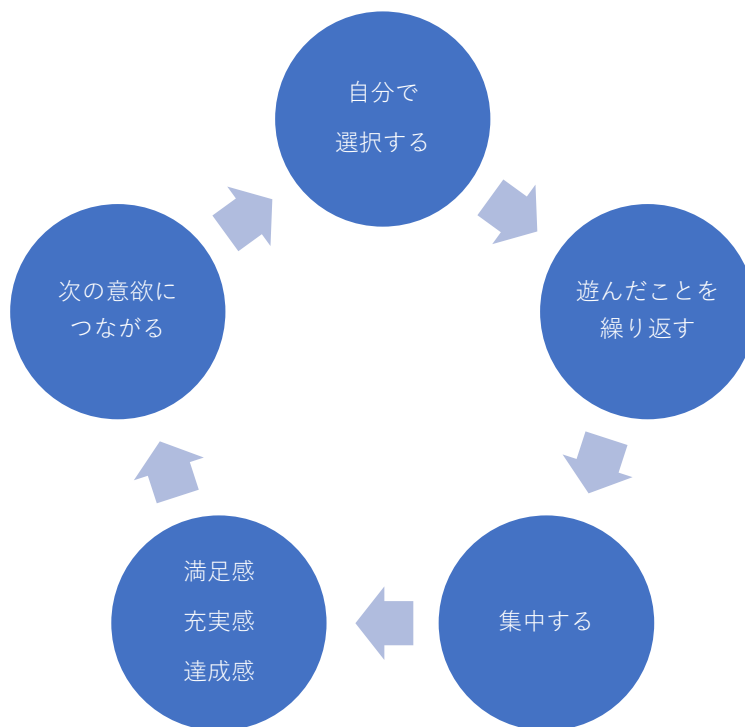 自分で
選択する
遊んだことを
繰り返す
集中する
満足感
充実感
達成感
次の意欲に
つながる